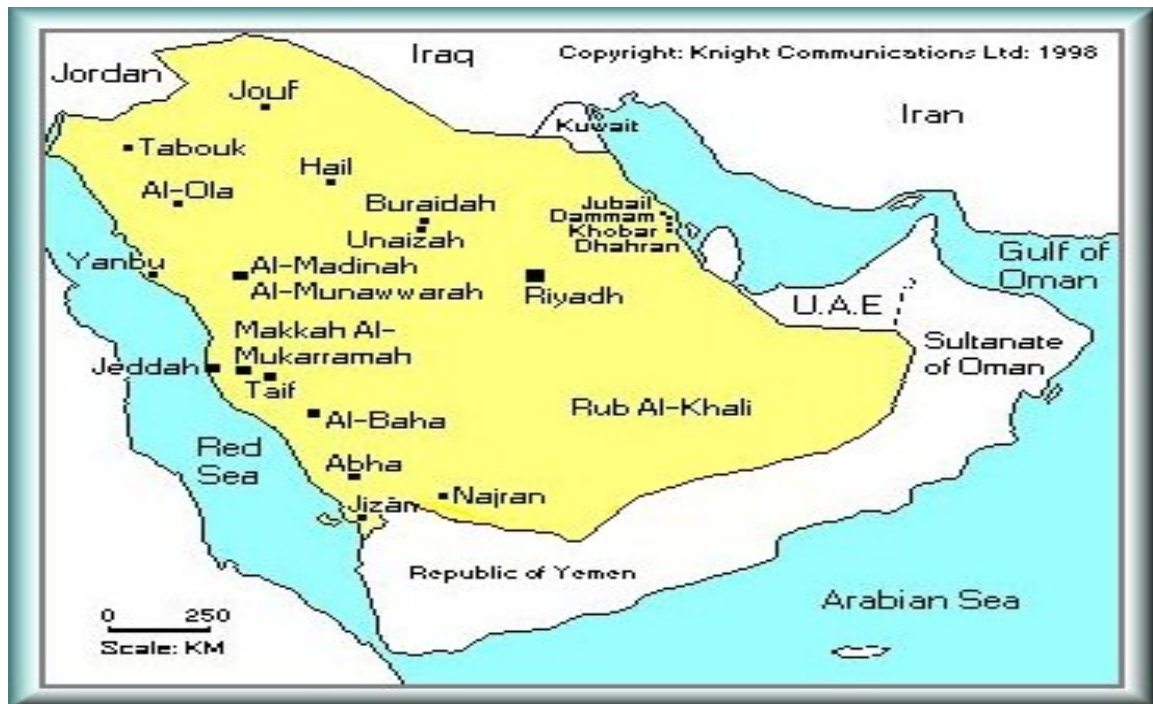 Iraq
Copyright: Knight Communications Ltd: 1998
Jordan
Jouf
Iran
Kuwait
Tabouk
Hail
Al-Ola
Buraidah
Jubail
Dammam
Unaizah
Khobar
Dhahran
Yanbu
Al-Madinah
Al-Munawwarah
Riyadh
Gulf of
Oman
U.A.E
Makkah Al-
Mukarramah
Jeddah
Taif
Sultanate
of Oman
Al-Baha
Rub Al-Khali
Red
Sea
Abha
Jizan
Najran
Republic of Yemen
Arabian Sea
0 250
Scale: KM